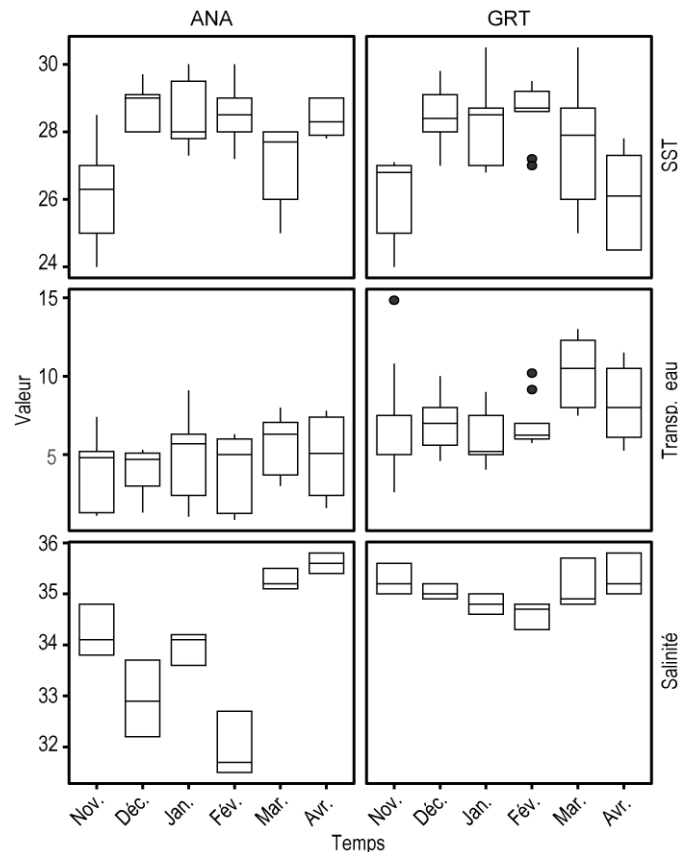 ANA
GRT
30
28
26
24
SST
15
10
5
Valeur
Transp. eau
36
35
34
33
32
Salinité
Nov.
Déc.
Jan.
Fév.
Mar.
Avr.
Nov.
Déc.
Jan.
Fév.
Mar.
Avr.
Temps